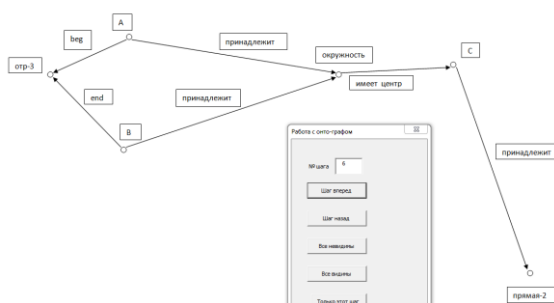 A
beg
принадлежит
окружность
C
отр-3
имеет центр
end
принадлежит
B
Работа с онто-графом
принадлежит
№ шага 6
Шаг вперед
Шаг назад
Все невидимы
Все видимы
прямая-2
Только этот шаг